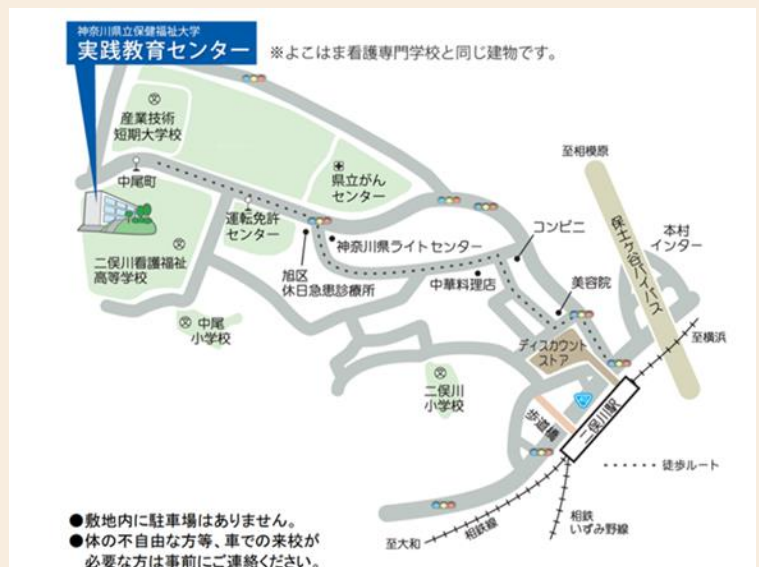 神奈川県立保健福祉大学
実践教育センター
※よこはま看護専門学校と同じ建物です。
産業技術
短期大学校
中尾町
県立がん
センター
運転免許
センター
神奈川県ライトセンター
旭区
休日急患診療所
二俣川看護福祉
高等学校
中尾
小学校
中華料理店
コンビニ
美容院
至相模原
保土ヶ谷バイパス
本村
インター
至横浜
ディスカウント
ストア
二俣川
小学校
歩道橋
二俣川駅
徒歩ルート
相鉄線
相鉄
いずみ野線
至大和
●敷地内に駐車場はありません。
●体の不自由な方等、車での来校が
必要な方は事前にご連絡ください。